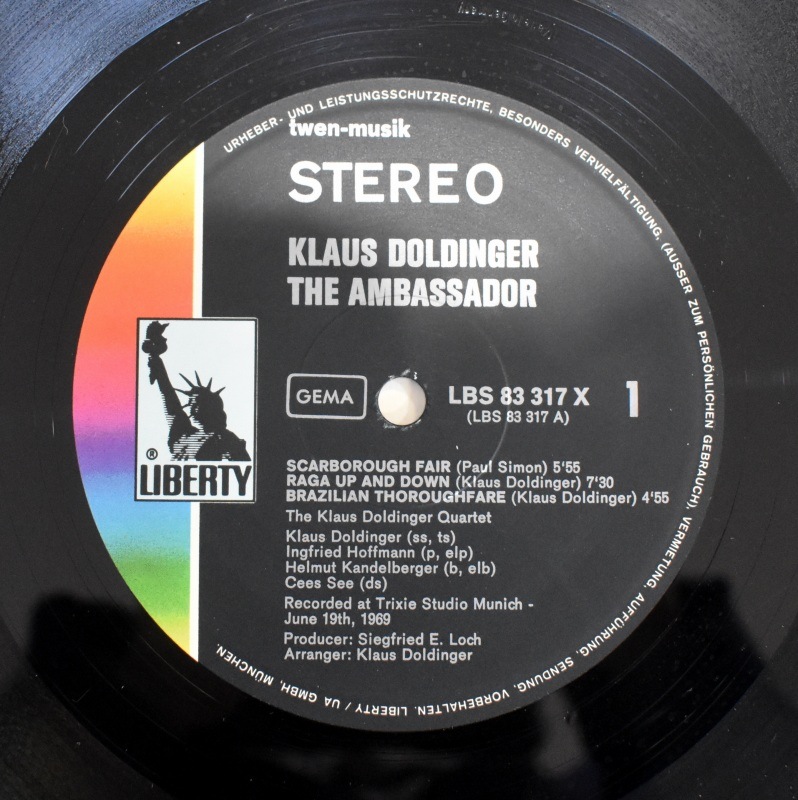 URHEBER- UND LEISTUNGSSCHUTZRECHTE, BESONDERS VERVIELFÄLTIGUNG, (AUSSER ZUM PERSÖNLICHEN GEBRAUCH), VERMIETUNG, AUFFÜHRUNG, SENDUNG, VORBEHALTEN. LIBERTY / UA GMBH, MÜNCHEN.
twen-musik
STEREO
KLAUS DOLDINGER
THE AMBASSADOR
GEMA
LBS 83 317 X
(LBS 83 317 A)
1
® LIBERTY
SCARBOROUGH FAIR (Paul Simon) 5'55
RAGA UP AND DOWN (Klaus Doldinger) 7'30
BRAZILIAN THOROUGHFARE (Klaus Doldinger) 4'55
The Klaus Doldinger Quartet
Klaus Doldinger (ss, ts)
Ingfried Hoffmann (p, elp)
Helmut Kandelberger (b, elb)
Cees See (ds)
Recorded at Trixie Studio Munich -
June 19th, 1969
Producer: Siegfried E. Loch
Arranger: Klaus Doldinger